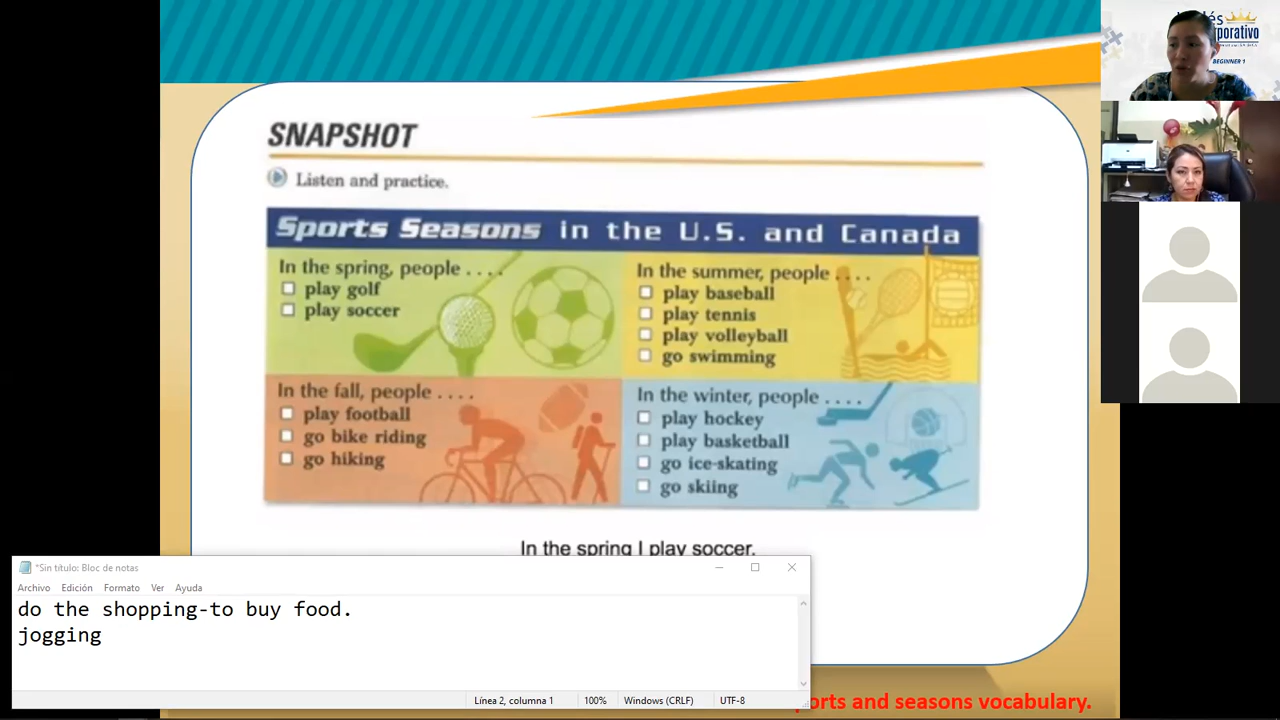 SNAPSHOT
Listen and practice.
Sports Seasons in the U.S. and Canada
In the spring, people . . . .
play golf
play soccer
In the summer, people . . . .
play baseball
play tennis
play volleyball
go swimming
In the fall, people . . . .
play football
go bike riding
go hiking
In the winter, people . . . .
play hockey
play basketball
go ice-skating
go skiing
In the spring I play soccer.
*Sin título: Bloc de notas
Archivo Edición Formato Ver Ayuda
do the shopping-to buy food.
jogging
Línea 2, columna 1 100% Windows (CRLF) UTF-8
and seasons vocabulary.
BEGINNER 1